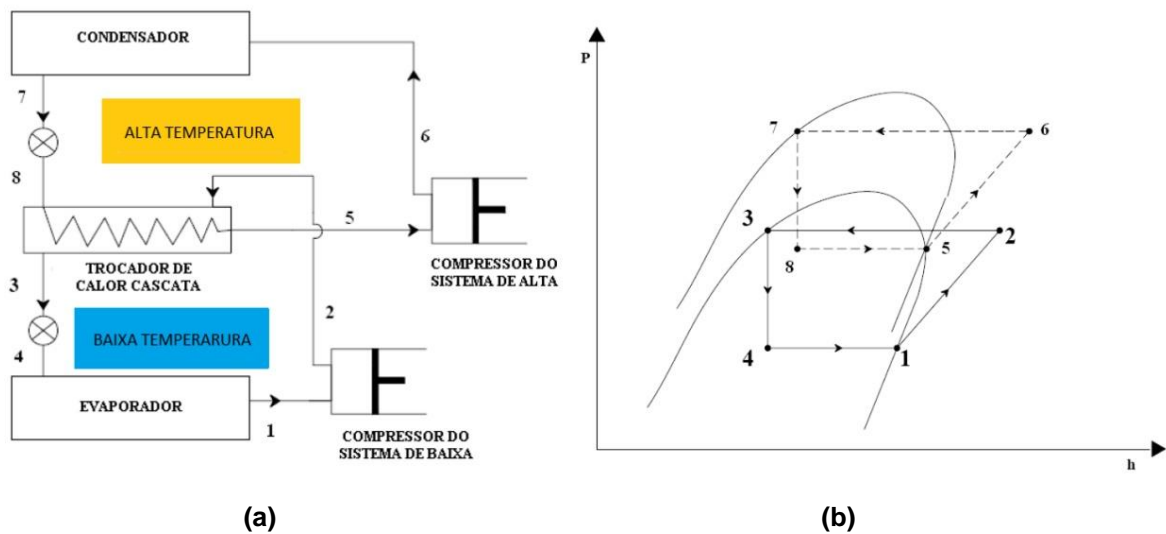 CONDENSADOR
7
ALTA TEMPERATURA
6
8
5
TROCADOR DE
CALOR CASCATA
COMPRESSOR DO
SISTEMA DE ALTA
3
2
BAIXA TEMPERARURA
4
EVAPORADOR
1
COMPRESSOR DO
SISTEMA DE BAIXA
(a)
P
7
6
3
2
8
5
4
1
h
(b)